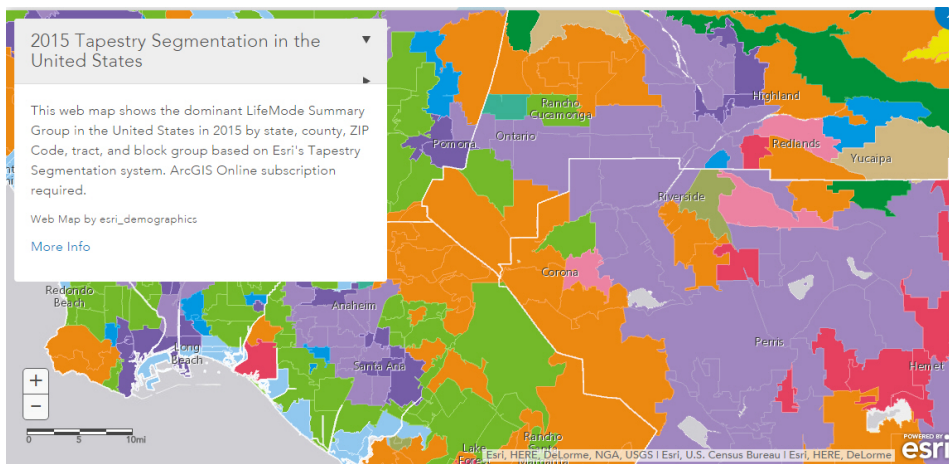 2015 Tapestry Segmentation in the
United States
This web map shows the dominant LifeMode Summary
Group in the United States in 2015 by state, county, ZIP
Code, tract, and block group based on Esri's Tapestry
Segmentation system. ArcGIS Online subscription
required.
Web Map by esri_demographics
More Info
Highland
Rancho
Cucamonga
Ontario
Pomona
Redlands
Yucaipa
Riverside
Corona
Redondo
Beach
Anaheim
Long
Beach
Perris
Santa Ana
Hemet
+
−
0 5 10mi
Lake
Forest
Rancho
Santa
Esri, HERE, DeLorme, NGA, USGS | Esri, U.S. Census Bureau | Esri, HERE, DeLorme
POWERED BY
esri